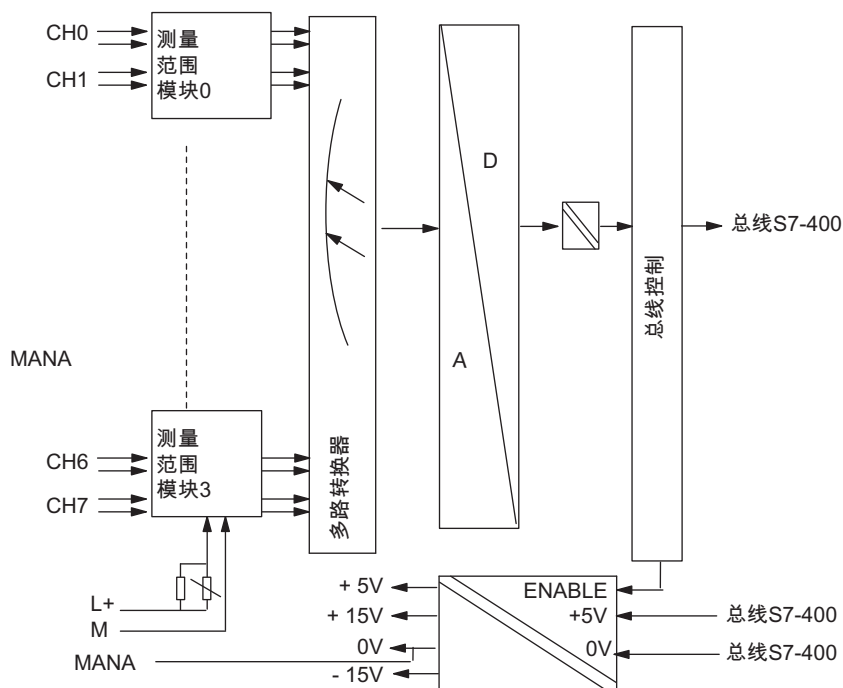 CH0
CH1
测量
范围
模块0
D
A
总线S7-400
总线控制
MANA
多路转换器
测量
范围
模块3
CH6
CH7
L+
M
MANA
+ 5V
+ 15V
0V
- 15V
ENABLE
+5V
0V
总线S7-400
总线S7-400